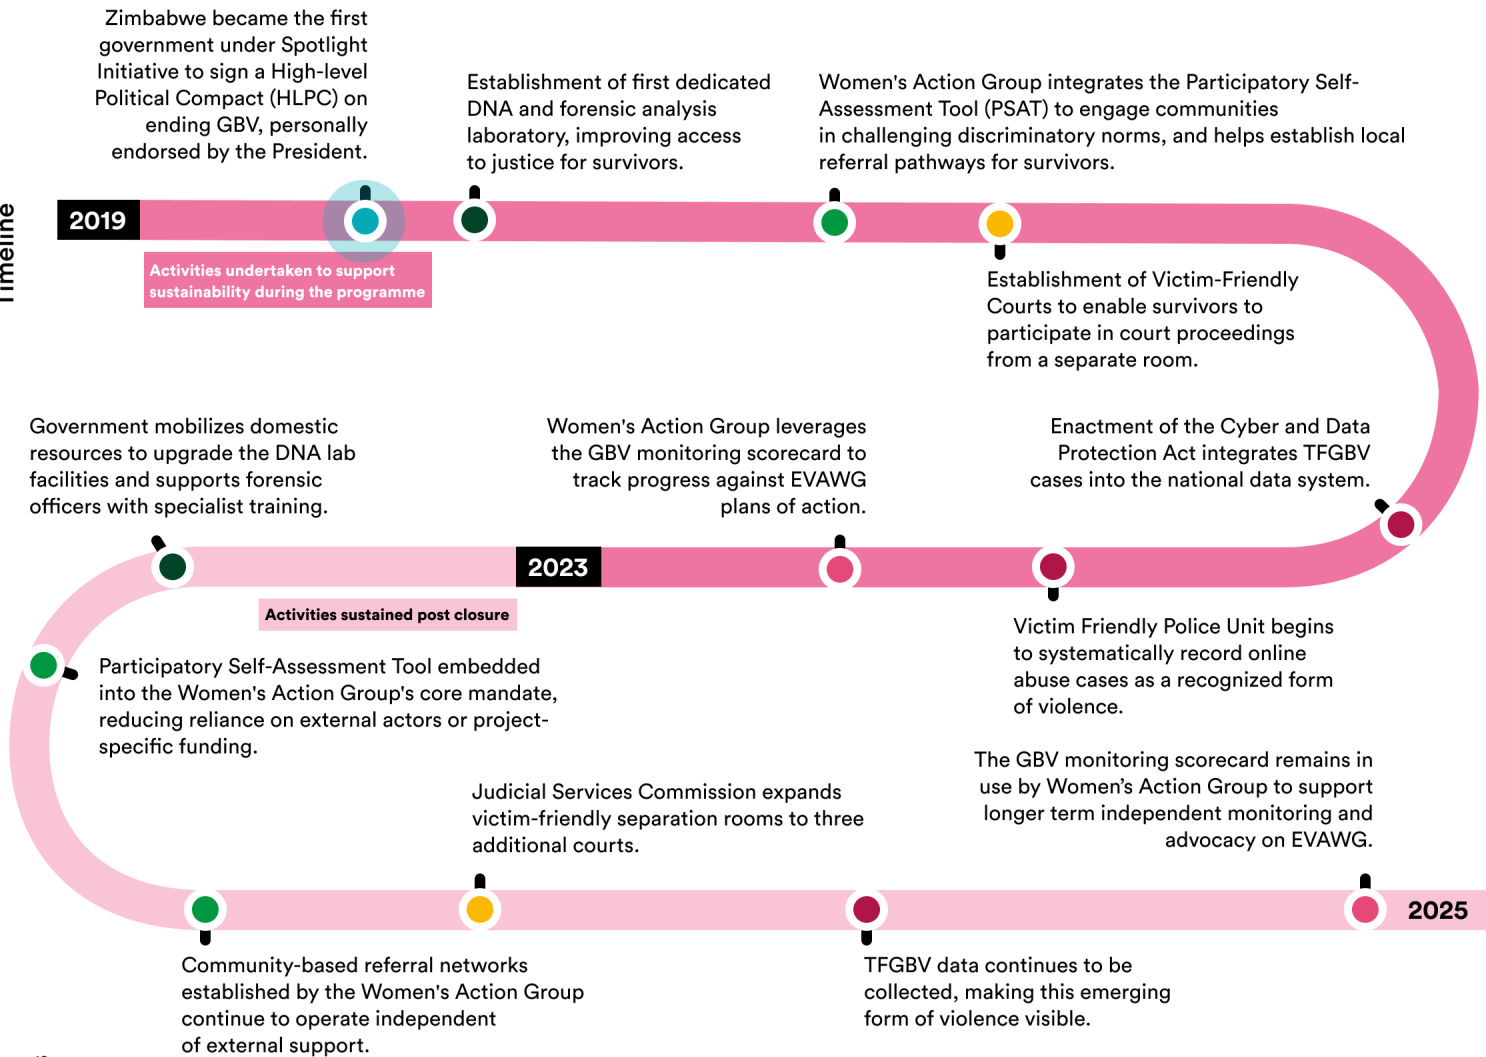 Timeline
Zimbabwe became the first
government under Spotlight
Initiative to sign a High-level
Political Compact (HLPC) on
ending GBV, personally
endorsed by the President.
Establishment of first dedicated
DNA and forensic analysis
laboratory, improving access
to justice for survivors.
Women's Action Group integrates the Participatory Self-
Assessment Tool (PSAT) to engage communities
in challenging discriminatory norms, and helps establish local
referral pathways for survivors.
2019
Activities undertaken to support
sustainability during the programme
Establishment of Victim-Friendly
Courts to enable survivors to
participate in court proceedings
from a separate room.
Enactment of the Cyber and Data
Protection Act integrates TFGBV
cases into the national data system.
Victim Friendly Police Unit begins
to systematically record online
abuse cases as a recognized form
of violence.
Women's Action Group leverages
the GBV monitoring scorecard to
track progress against EVAWG
plans of action.
2023
Activities sustained post closure
Government mobilizes domestic
resources to upgrade the DNA lab
facilities and supports forensic
officers with specialist training.
Participatory Self-Assessment Tool embedded
into the Women's Action Group's core mandate,
reducing reliance on external actors or project-
specific funding.
Community-based referral networks
established by the Women's Action Group
continue to operate independent
of external support.
Judicial Services Commission expands
victim-friendly separation rooms to three
additional courts.
TFGBV data continues to be
collected, making this emerging
form of violence visible.
The GBV monitoring scorecard remains in
use by Women’s Action Group to support
longer term independent monitoring and
advocacy on EVAWG.
2025